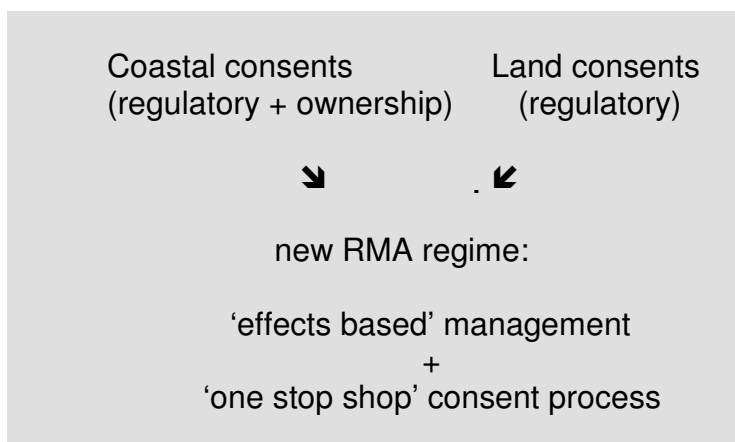 Coastal consents Land consents
(regulatory + ownership) (regulatory)
🡾 . 🡿
new RMA regime:
‘effects based’ management
+
‘one stop shop’ consent process